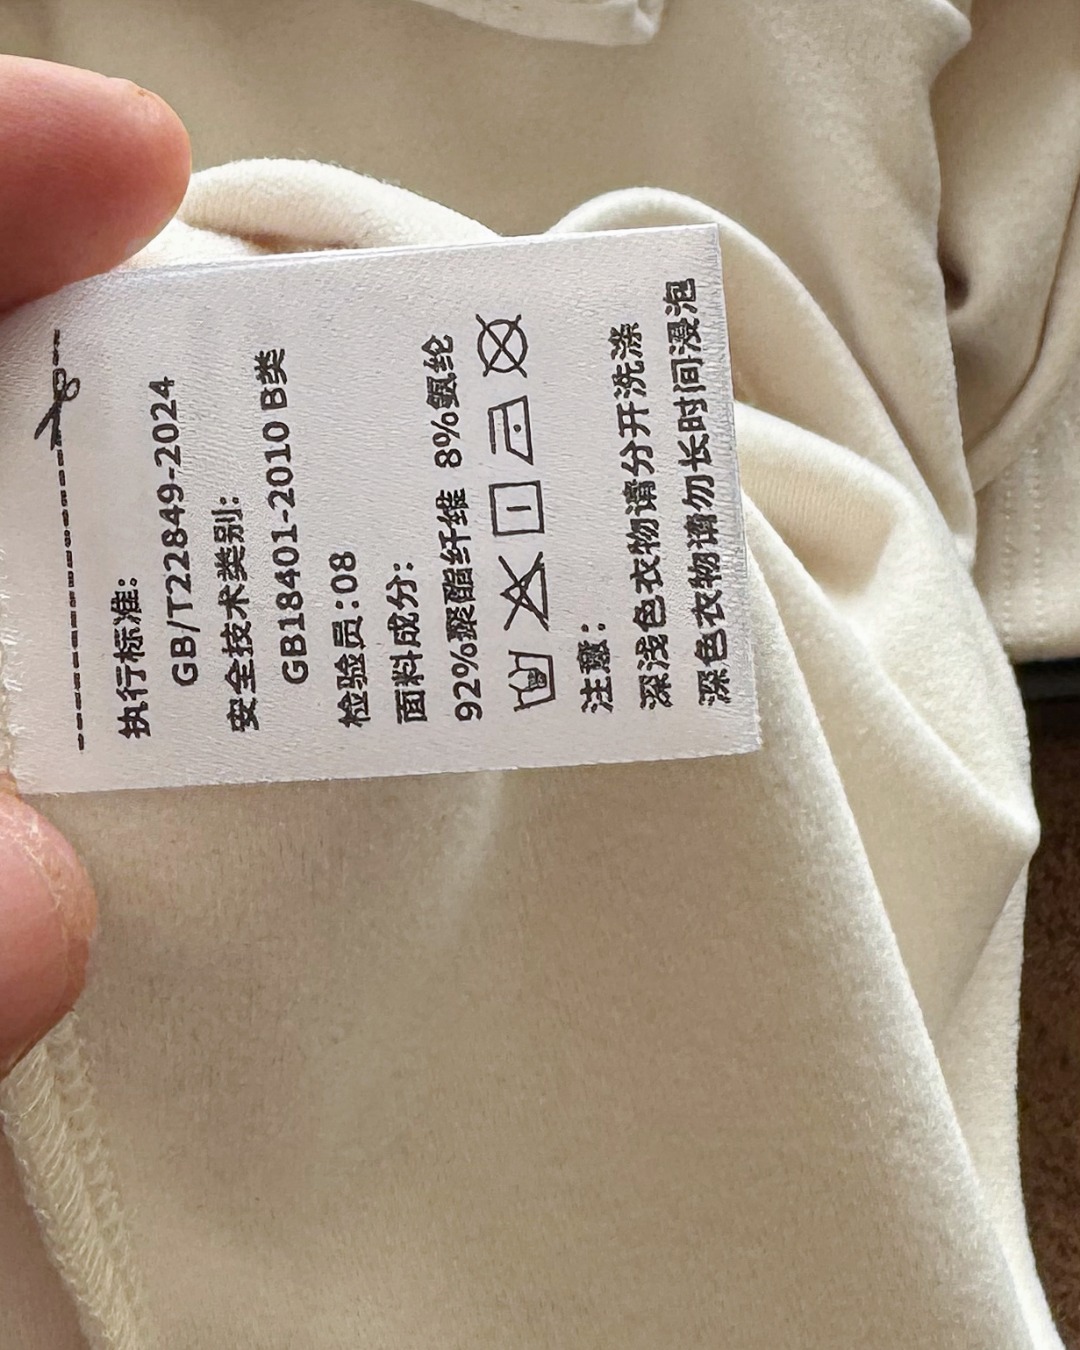 执行标准:
GB/T22849-2024
安全技术类别:
GB18401-2010 B类
检验员:08
面料成分:
92%聚酯纤维 8%氨纶
注意:
深浅色衣物请分开洗涤
深色衣物请勿长时间浸泡